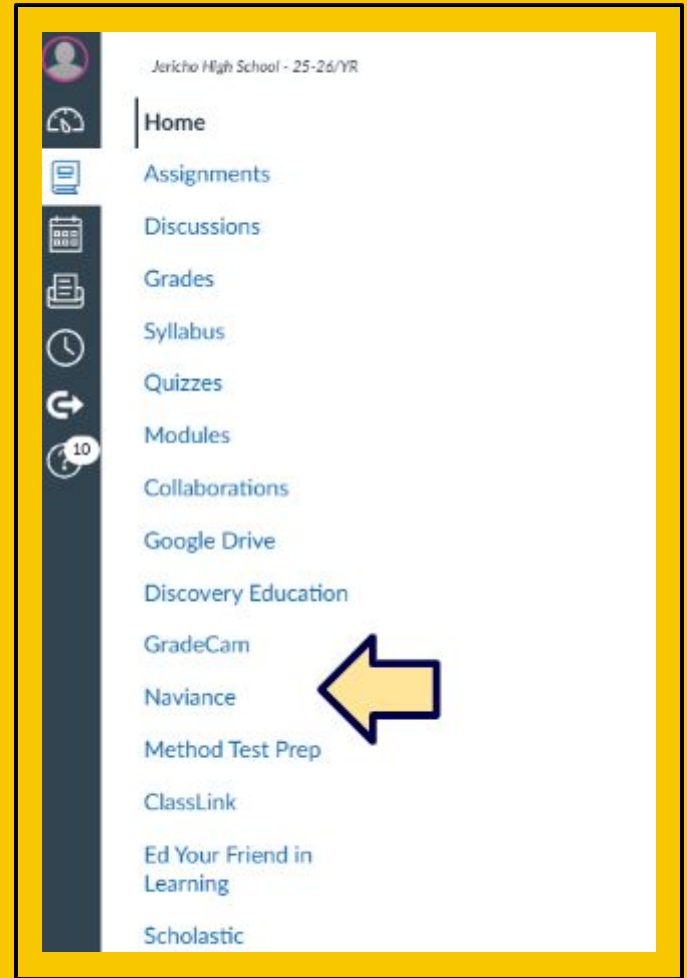 Jericho High School - 25-26/YR
Home
Assignments
Discussions
Grades
Syllabus
Quizzes
10
Modules
Collaborations
Google Drive
Discovery Education
GradeCam
Naviance
Method Test Prep
ClassLink
Ed Your Friend in
Learning
Scholastic